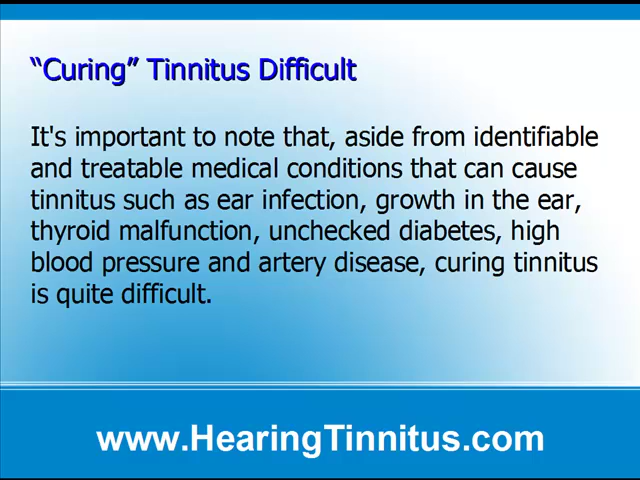 “Curing” Tinnitus Difficult
It's important to note that, aside from identifiable
and treatable medical conditions that can cause
tinnitus such as ear infection, growth in the ear,
thyroid malfunction, unchecked diabetes, high
blood pressure and artery disease, curing tinnitus
is quite difficult.
www.HearingTinnitus.com